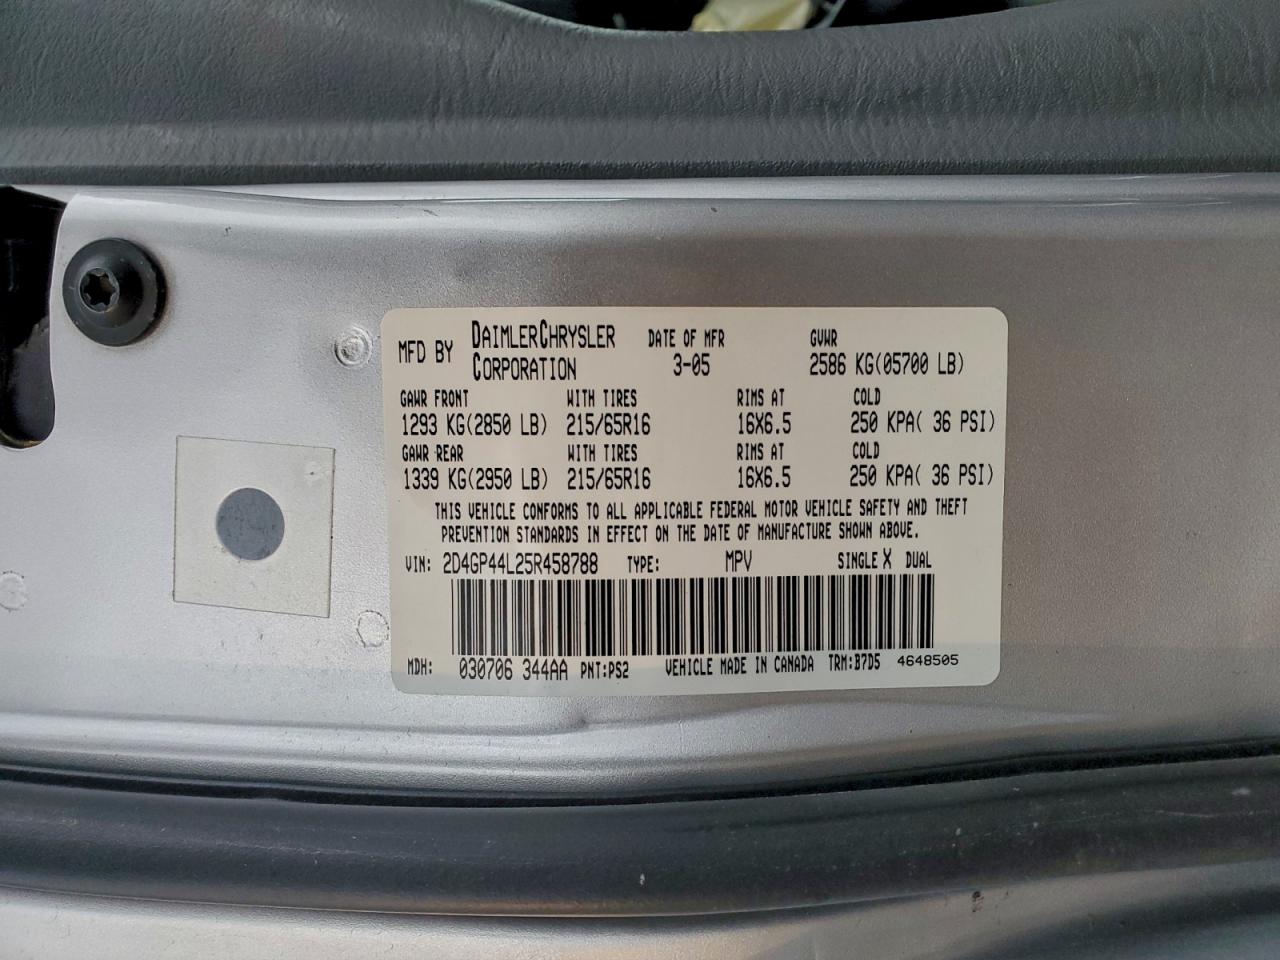 MFD BY DAIMLERCHRYSLER CORPORATION DATE OF MFR 3-05 GVWR 2586 KG(05700 LB)
GAWR FRONT WITH TIRES RIMS AT COLD
1293 KG(2850 LB) 215/65R16 16X6.5 250 KPA( 36 PSI)
GAWR REAR WITH TIRES RIMS AT COLD
1339 KG(2950 LB) 215/65R16 16X6.5 250 KPA( 36 PSI)
THIS VEHICLE CONFORMS TO ALL APPLICABLE FEDERAL MOTOR VEHICLE SAFETY AND THEFT
PREVENTION STANDARDS IN EFFECT ON THE DATE OF MANUFACTURE SHOWN ABOVE.
VIN: 2D4GP44L25R458788 TYPE: MPV SINGLE X DUAL
MDH: 030706 344AA PNT:PS2 VEHICLE MADE IN CANADA TRM:B7D5 4648505